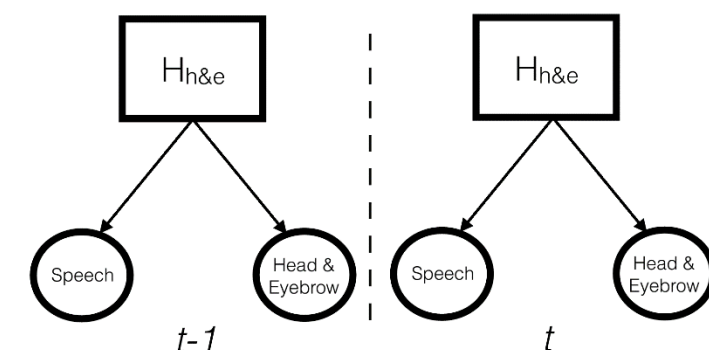 Hh&e
Hh&e
Speech
Head &
Eyebrow
Speech
Head &
Eyebrow
t-1
t